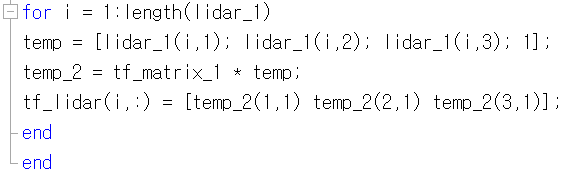 for i = 1:length(lidar_1)
temp = [lidar_1(i,1); lidar_1(i,2); lidar_1(i,3); 1];
temp_2 = tf_matrix_1 * temp;
tf_lidar(i,:) = [temp_2(1,1) temp_2(2,1) temp_2(3,1)];
end
end